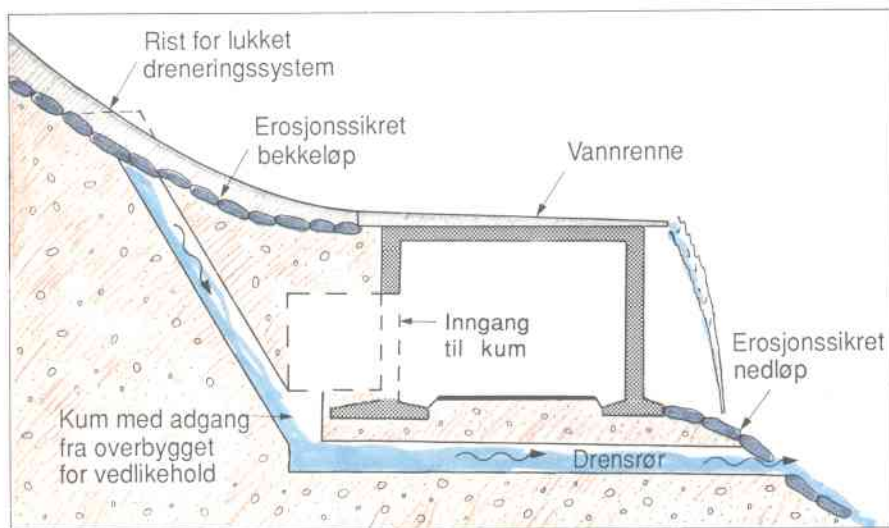 Rist for lukket
dreneringssystem
Erosjonssikret
bekkeløp
Vannrenne
Inngang
til kum
Erosjonssikret
nedløp
Kum med adgang
fra overbygget
for vedlikehold
Drensrør